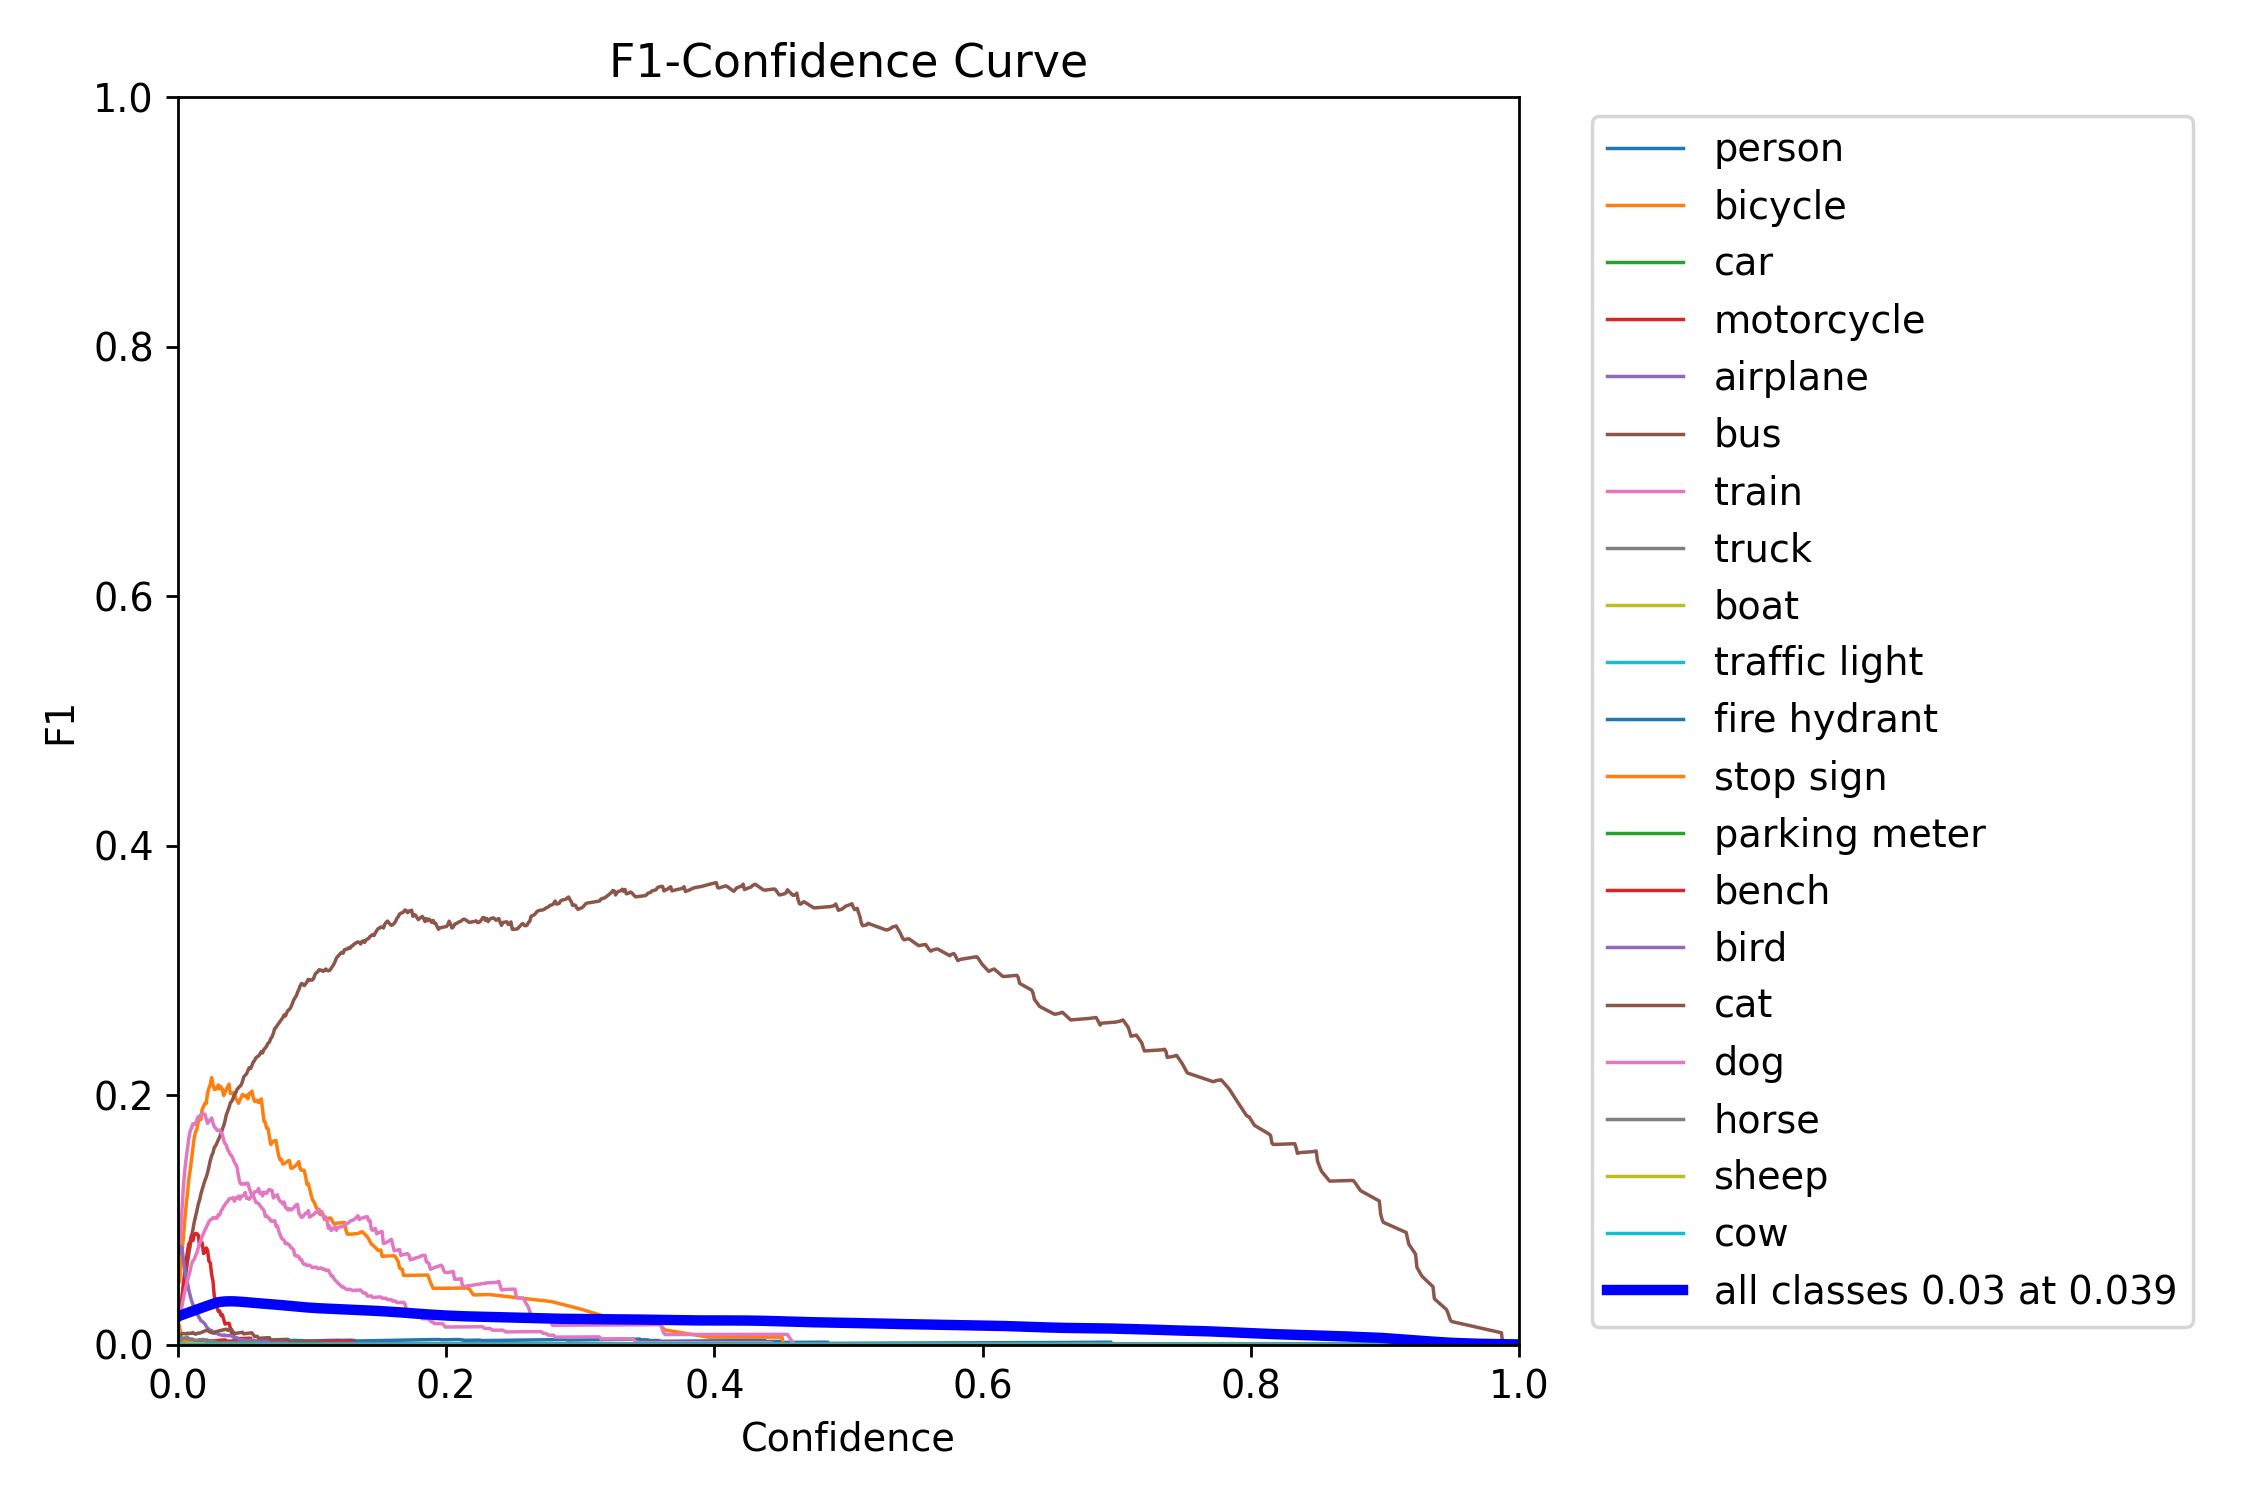 F1-Confidence Curve
1.0
0.8
0.6
0.4
0.2
0.0
F1
0.0 0.2 0.4 0.6 0.8 1.0
Confidence
person
bicycle
car
motorcycle
airplane
bus
train
truck
boat
traffic light
fire hydrant
stop sign
parking meter
bench
bird
cat
dog
horse
sheep
cow
all classes 0.03 at 0.039